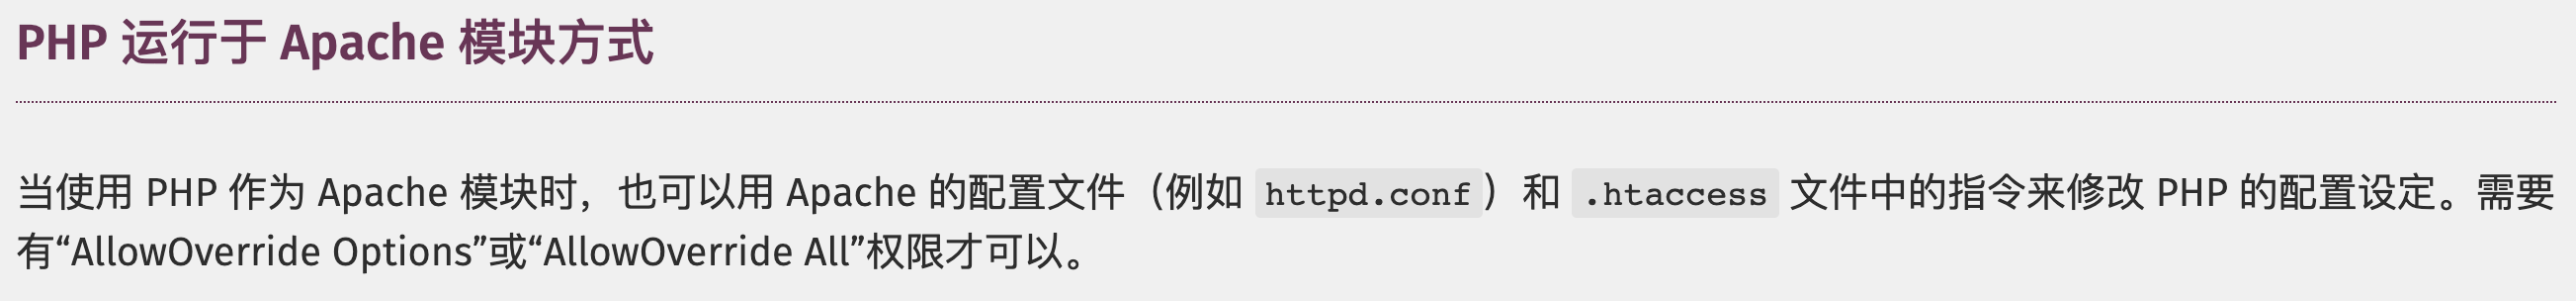 PHP 运行于 Apache 模块方式
当使用 PHP 作为 Apache 模块时，也可以用 Apache 的配置文件（例如 httpd.conf）和 .htaccess 文件中的指令来修改 PHP 的配置设定。需要
有“AllowOverride Options”或“AllowOverride All”权限才可以。